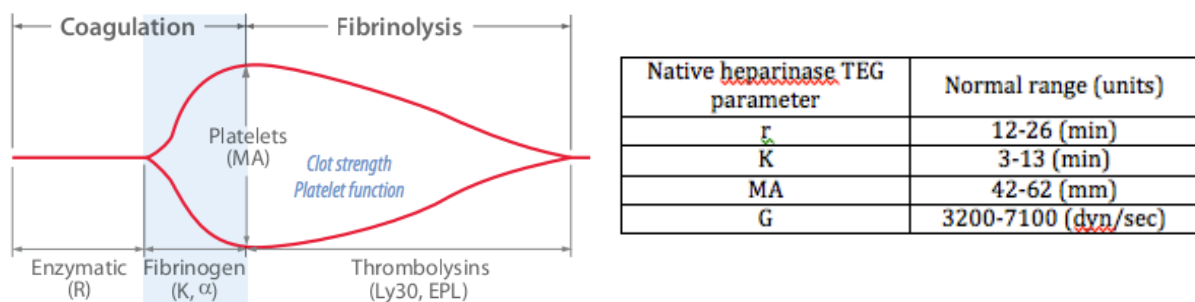 Coagulation
Fibrinolysis
Platelets
(MA)
Clot strength
Platelet function
Enzymatic
(R)
Fibrinogen
(K, α)
Thrombolysins
(Ly30, EPL)
Native heparinase TEG
parameter
Normal range (units)
r
12-26 (min)
K
3-13 (min)
MA
42-62 (mm)
G
3200-7100 (dyn/sec)